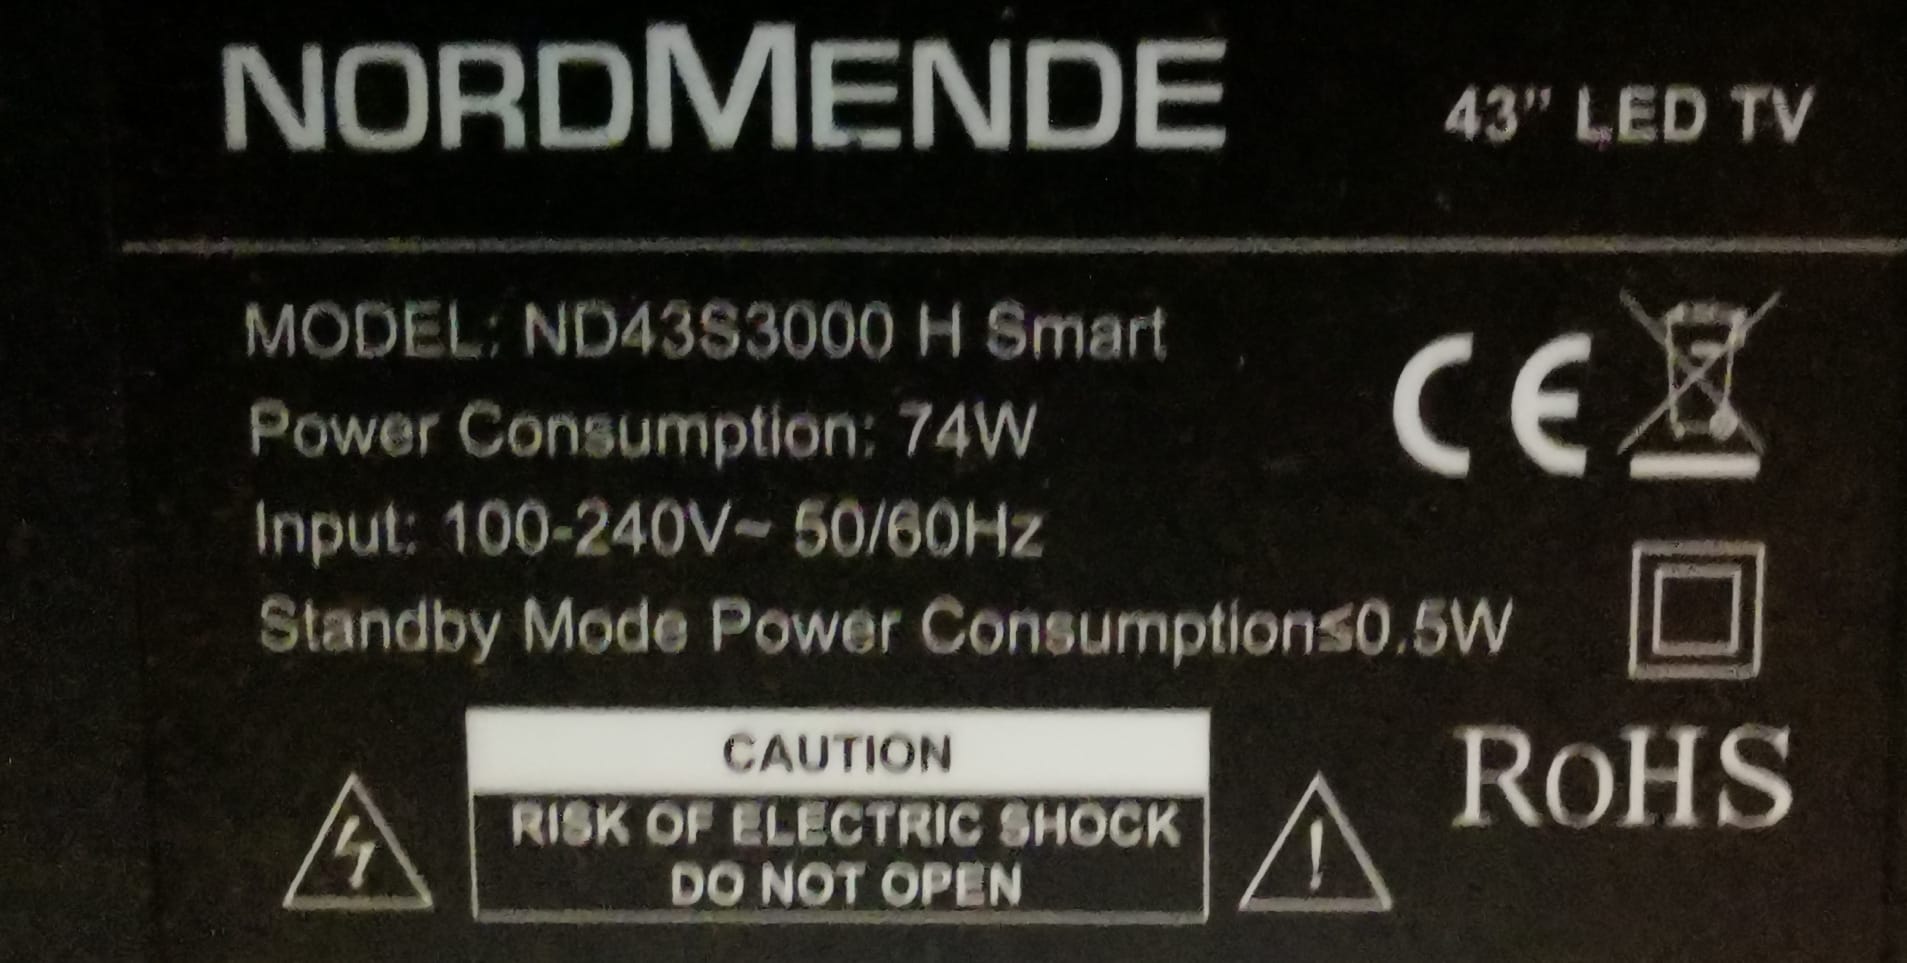 NORDMENDE
43" LED TV
MODEL: ND43S3000 H Smart
Power Consumption: 74W
Input: 100-240V~ 50/60Hz
Standby Mode Power Consumption≤0.5W
CE
CAUTION
RISK OF ELECTRIC SHOCK
DO NOT OPEN
RoHS